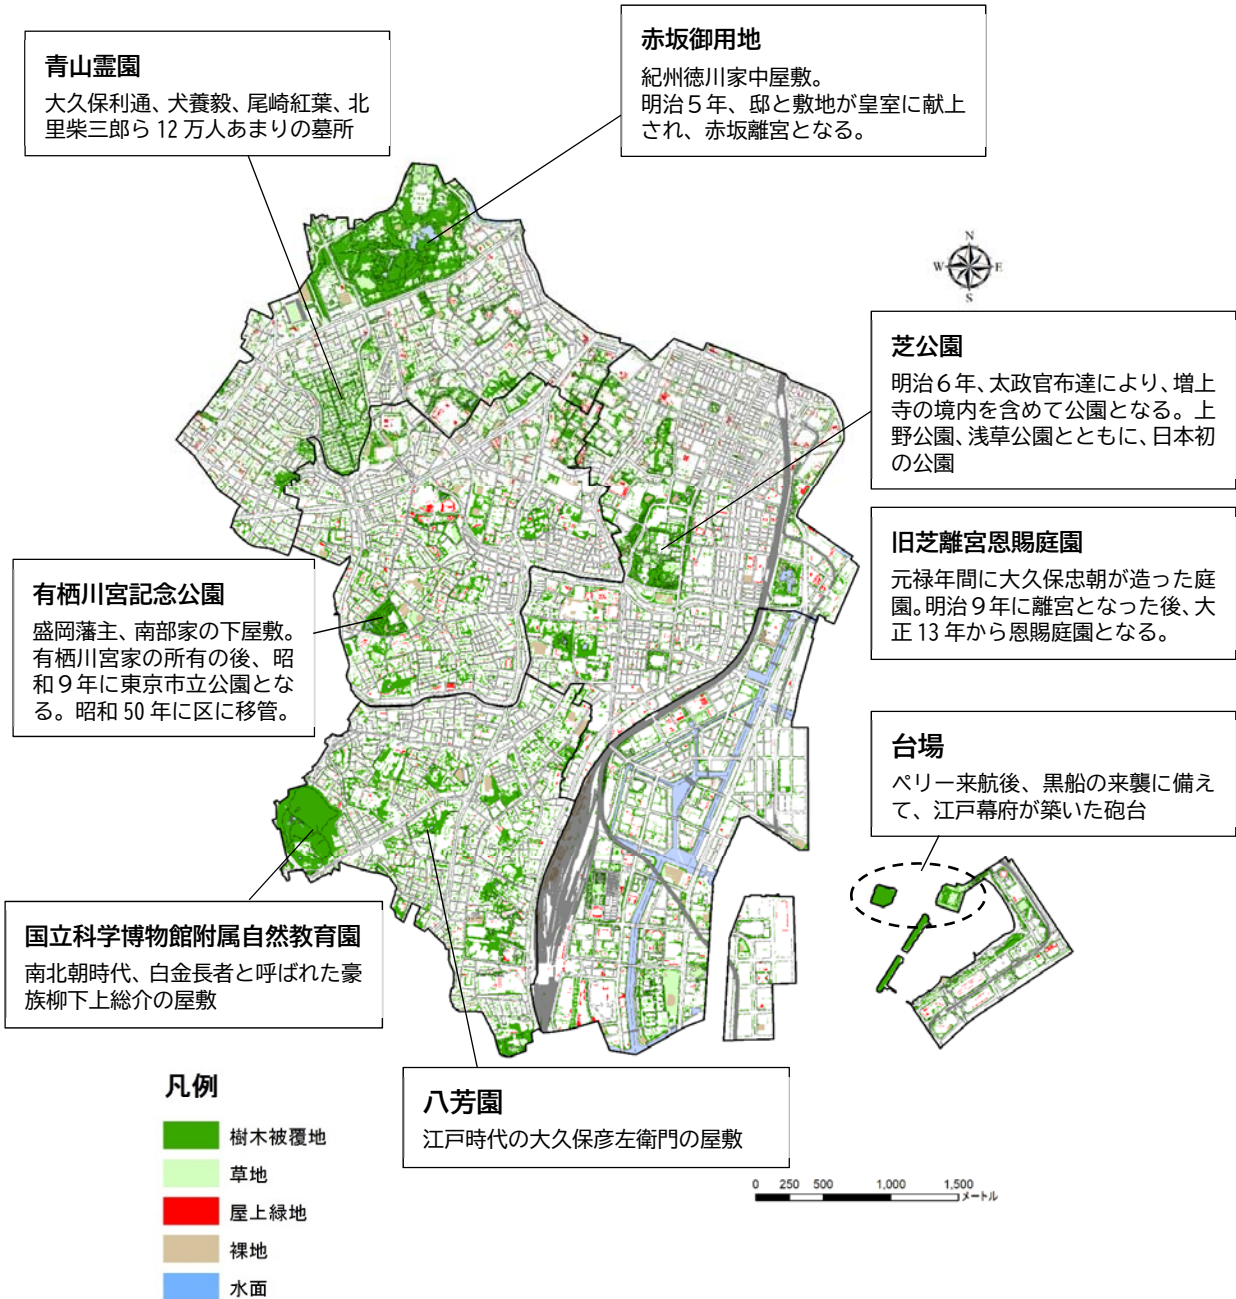 青山霊園
大久保利通、犬養毅、尾崎紅葉、北
里柴三郎ら 12 万人あまりの墓所
赤坂御用地
紀州徳川家中屋敷。
明治５年、邸と敷地が皇室に献上
され、赤坂離宮となる。
N
W
E
S
芝公園
明治６年、太政官布達により、増上
寺の境内を含めて公園となる。上
野公園、浅草公園とともに、日本初
の公園
旧芝離宮恩賜庭園
元禄年間に大久保忠朝が造った庭
園。明治９年に離宮となった後、大
正 13 年から恩賜庭園となる。
有栖川宮記念公園
盛岡藩主、南部家の下屋敷。
有栖川宮家の所有の後、昭
和９年に東京市立公園とな
る。昭和 50 年に区に移管。
台場
ペリー来航後、黒船の来襲に備え
て、江戸幕府が築いた砲台
国立科学博物館附属自然教育園
南北朝時代、白金長者と呼ばれた豪
族柳下上総介の屋敷
八芳園
江戸時代の大久保彦左衛門の屋敷
凡例
樹木被覆地
草地
屋上緑地
裸地
水面
0 250 500 1,000 1,500
メートル